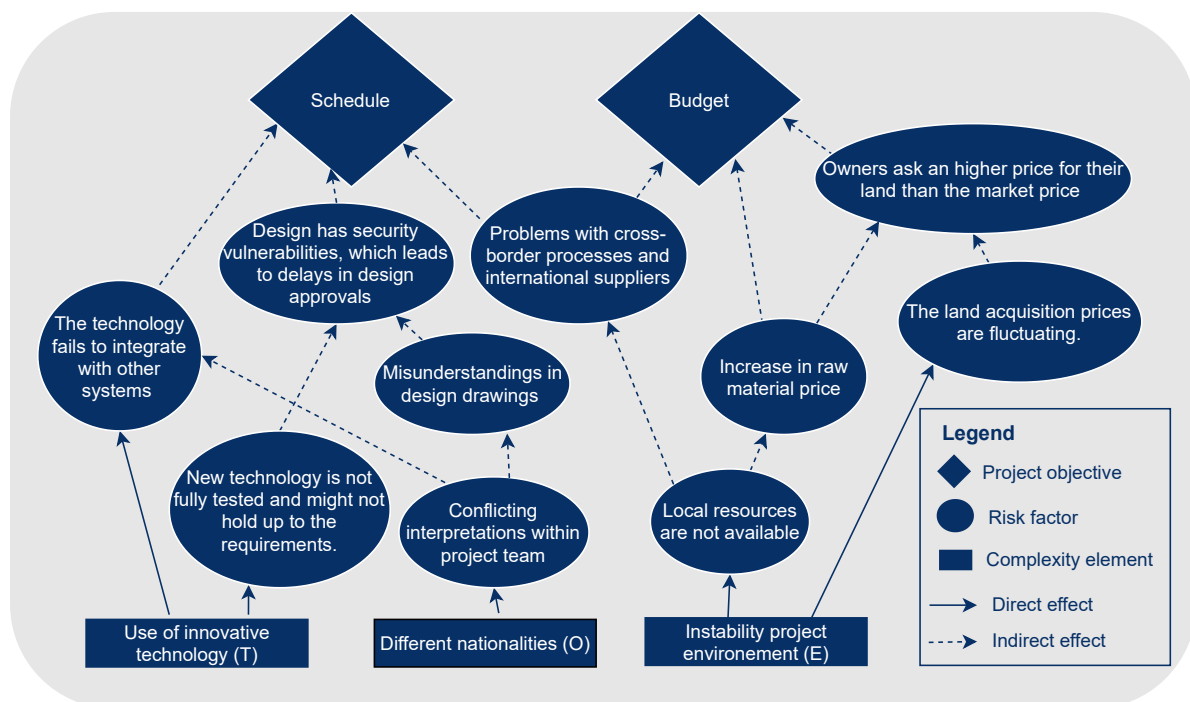 Schedule
Budget
Owners ask an higher price for their
land than the market price
Design has security
vulnerabilities, which leads
to delays in design
approvals
Problems with cross-
border processes and
international suppliers
The land acquisition prices
are fluctuating.
The technology
fails to integrate
with other
systems
Misunderstandings in
design drawings
Increase in raw
material price
New technology is not
fully tested and might not
hold up to the
requirements.
Conflicting
interpretations within
project team
Local resources
are not available
Use of innovative
technology (T)
Different nationalities (O)
Instability project
environement (E)
Legend
Project objective
Risk factor
Complexity element
Direct effect
Indirect effect